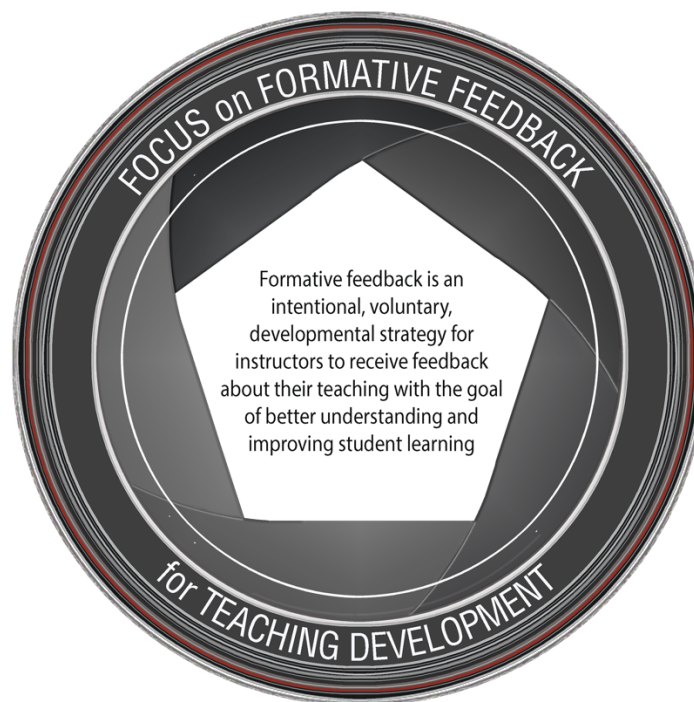 FOCUS on FORMATIVE FEEDBACK
Formative feedback is an
intentional, voluntary,
developmental strategy for
instructors to receive feedback
about their teaching with the goal
of better understanding and
improving student learning
for TEACHING DEVELOPMENT